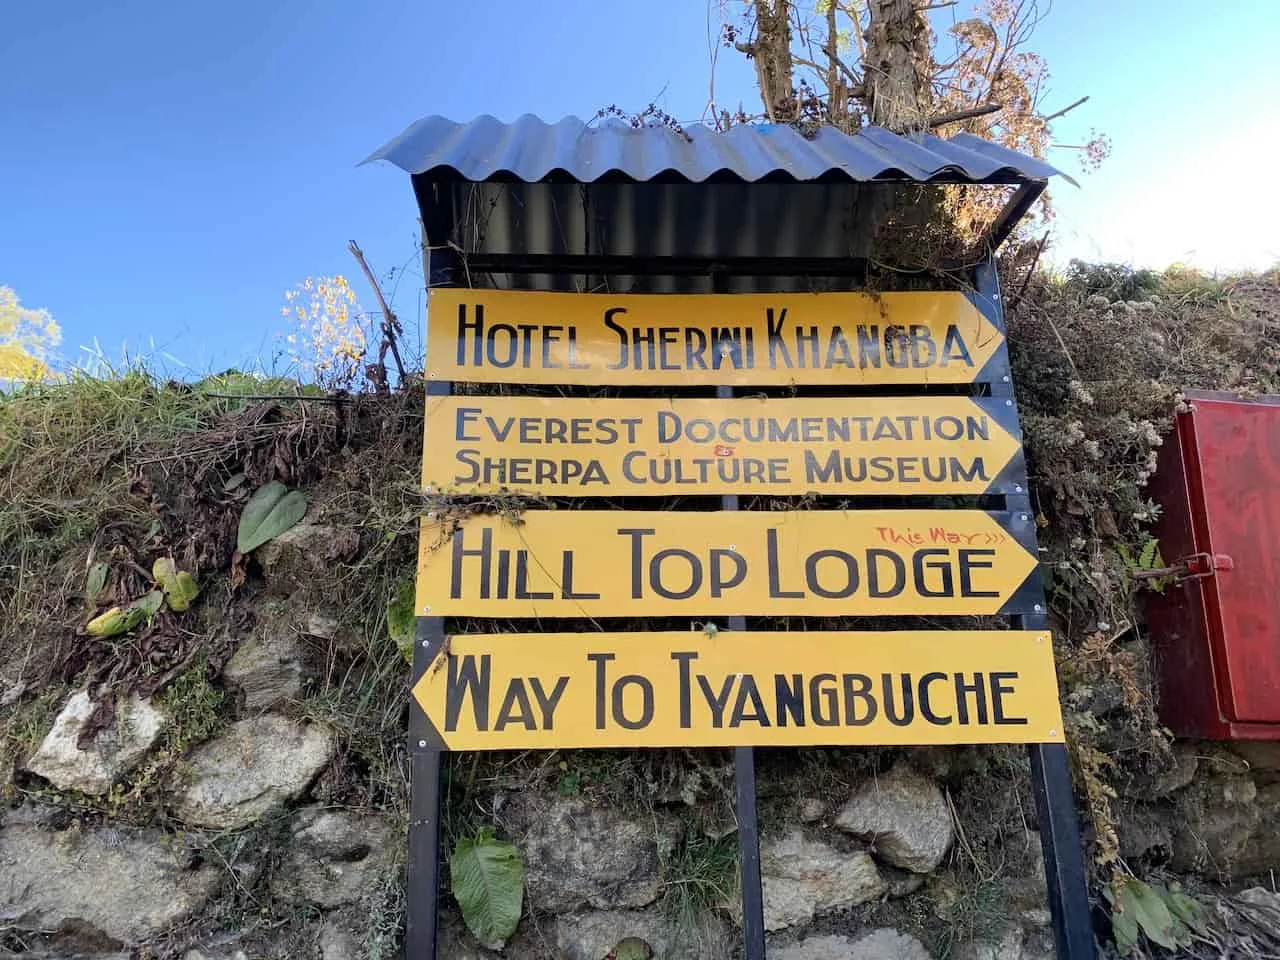 HOTEL SHERWI KHANGBA
EVEREST DOCUMENTATION
&
SHERPA CULTURE MUSEUM
This Way >>>
HILL TOP LODGE
WAY TO TYANGBUCHE